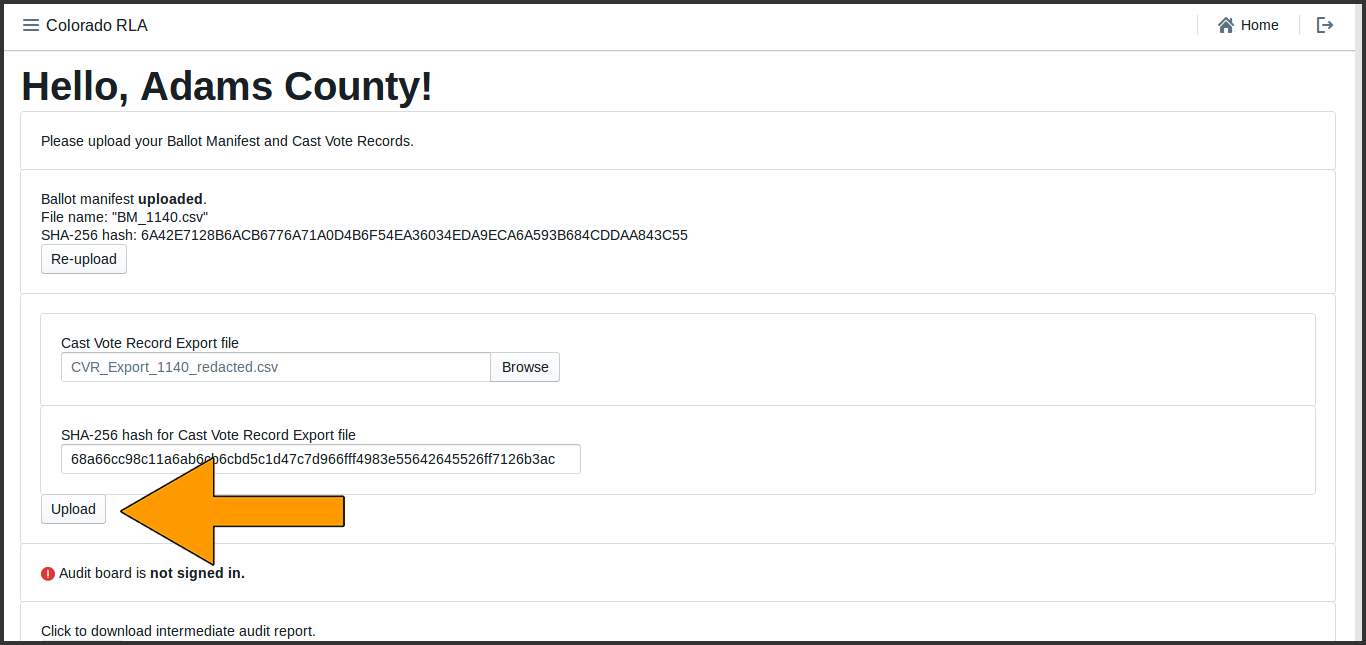 Colorado RLA
Home
Hello, Adams County!
Please upload your Ballot Manifest and Cast Vote Records.
Ballot manifest uploaded.
File name: "BM_1140.csv"
SHA-256 hash: 6A42E7128B6ACB6776A71A0D4B6F54EA36034EDA9ECA6A593B684CDDAA843C55
Re-upload
Cast Vote Record Export file
CVR_Export_1140_redacted.csv
Browse
SHA-256 hash for Cast Vote Record Export file
68a66cc98c11a6ab6cb6cbd5c1d47c7d966fff4983e55642645526ff7126b3ac
Upload
Audit board is not signed in.
Click to download intermediate audit report.